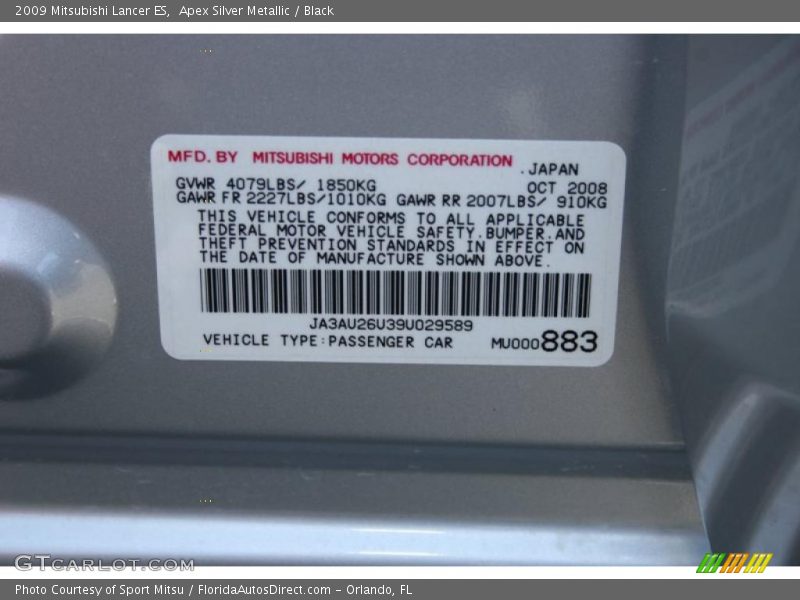 2009 Mitsubishi Lancer ES,  Apex Silver Metallic / Black
MFD. BY MITSUBISHI MOTORS CORPORATION
.JAPAN
GVWR 4079LBS/ 1850KG OCT 2008
GAWR FR 2227LBS/1010KG GAWR RR 2007LBS/ 910KG
THIS VEHICLE CONFORMS TO ALL APPLICABLE
FEDERAL MOTOR VEHICLE SAFETY.BUMPER.AND
THEFT PREVENTION STANDARDS IN EFFECT ON
THE DATE OF MANUFACTURE SHOWN ABOVE.
JA3AU26U39U029589
VEHICLE TYPE:PASSENGER CAR MU000883
GTCARLOT.COM
Photo Courtesy of Sport Mitsu / FloridaAutosDirect.com – Orlando, FL